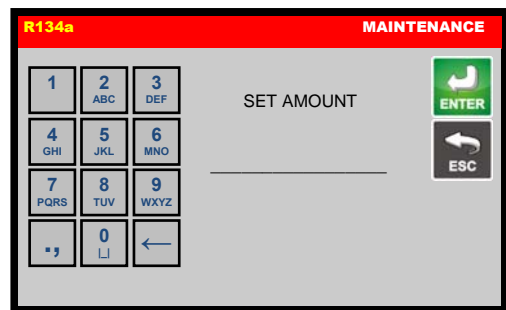 R134a MAINTENANCE
1 2 3
ABC DEF
SET AMOUNT
ENTER
4 5 6
GHI JKL MNO
ESC
7 8 9
PQRS TUV WXYZ
., 0 ←
⎵